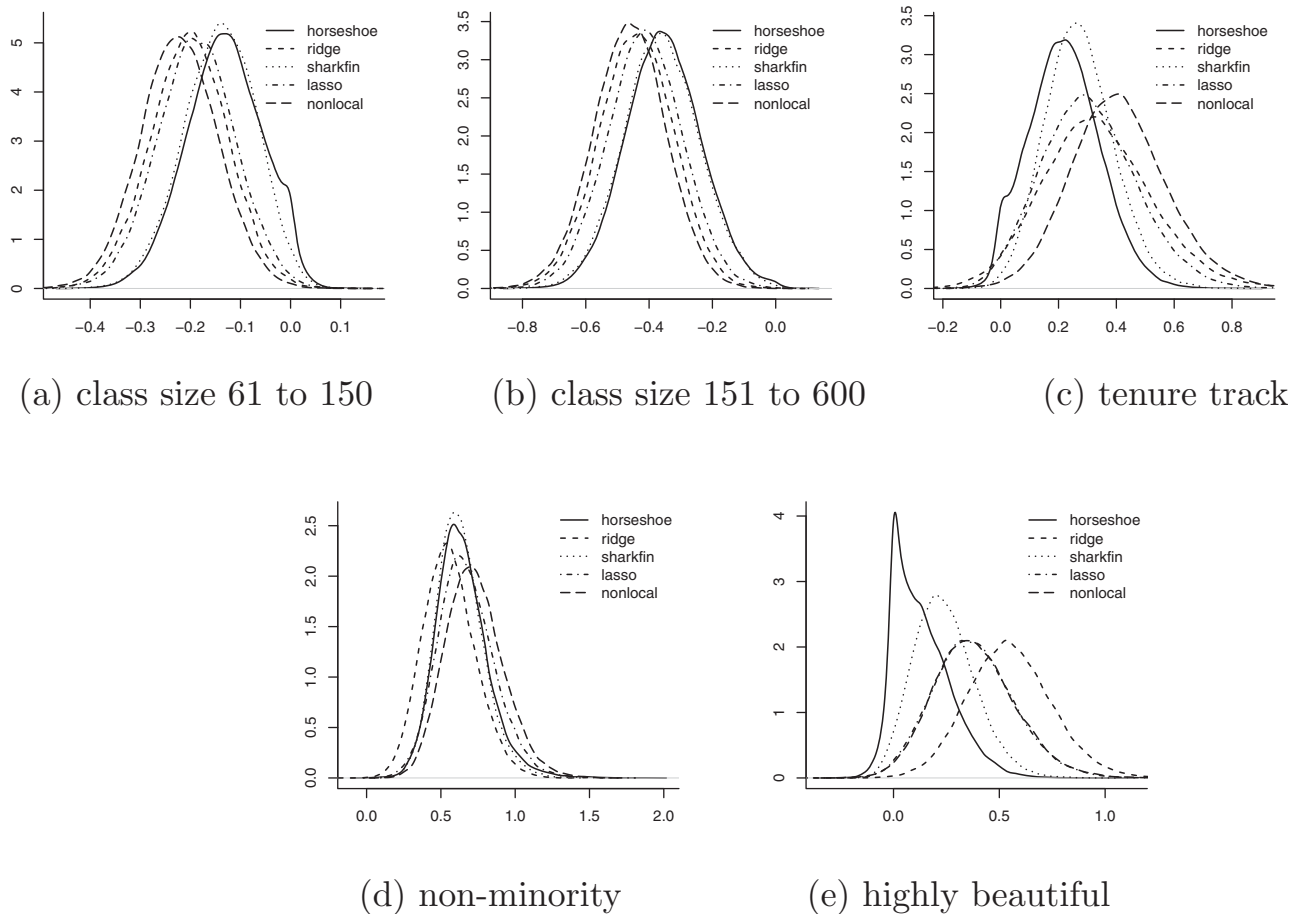 0 1 2 3 4 5
−0.4 −0.3 −0.2 −0.1 0.0 0.1
horseshoe
ridge
sharkfin
lasso
nonlocal
(a) class size 61 to 150
0.0 0.5 1.0 1.5 2.0 2.5 3.0 3.5
−0.8 −0.6 −0.4 −0.2 0.0
horseshoe
ridge
sharkfin
lasso
nonlocal
(b) class size 151 to 600
0.0 0.5 1.0 1.5 2.0 2.5 3.0 3.5
−0.2 0.0 0.2 0.4 0.6 0.8
horseshoe
ridge
sharkfin
lasso
nonlocal
(c) tenure track
0.0 0.5 1.0 1.5 2.0 2.5
0.0 0.5 1.0 1.5 2.0
horseshoe
ridge
sharkfin
lasso
nonlocal
(d) non-minority
0 1 2 3 4
0.0 0.5 1.0
horseshoe
ridge
sharkfin
lasso
nonlocal
(e) highly beautiful